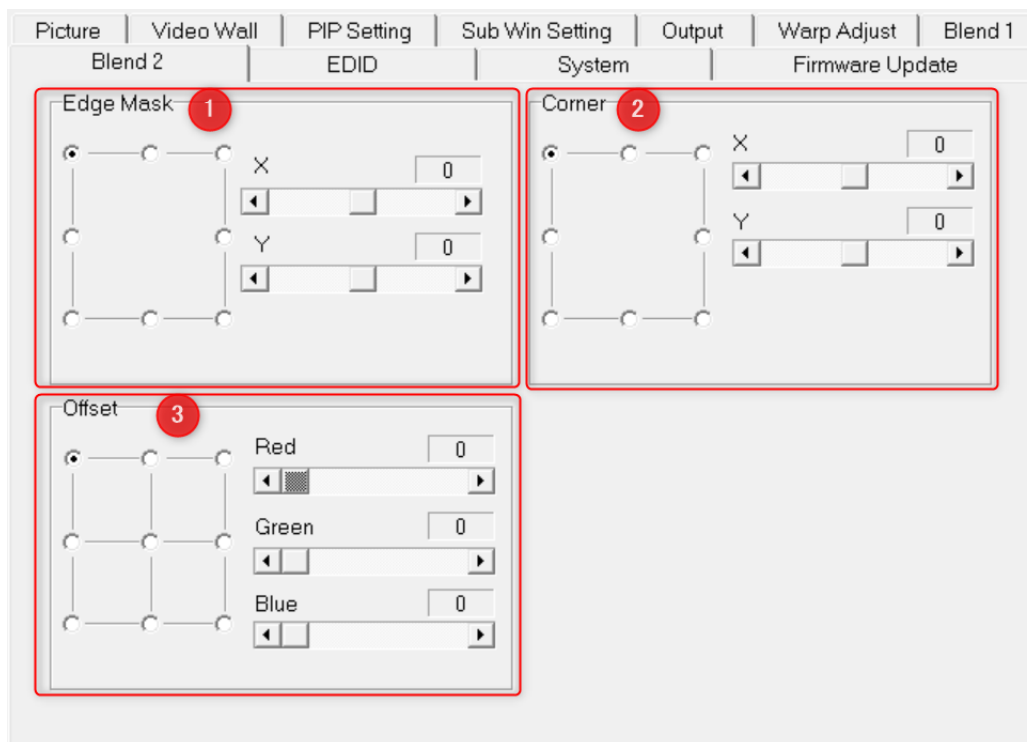 Picture Video Wall PIP Setting Sub Win Setting Output Warp Adjust Blend 1
Blend 2 EDID System Firmware Update
Edge Mask 1
X 0
Y 0
Corner 2
X 0
Y 0
Offset 3
Red 0
Green 0
Blue 0